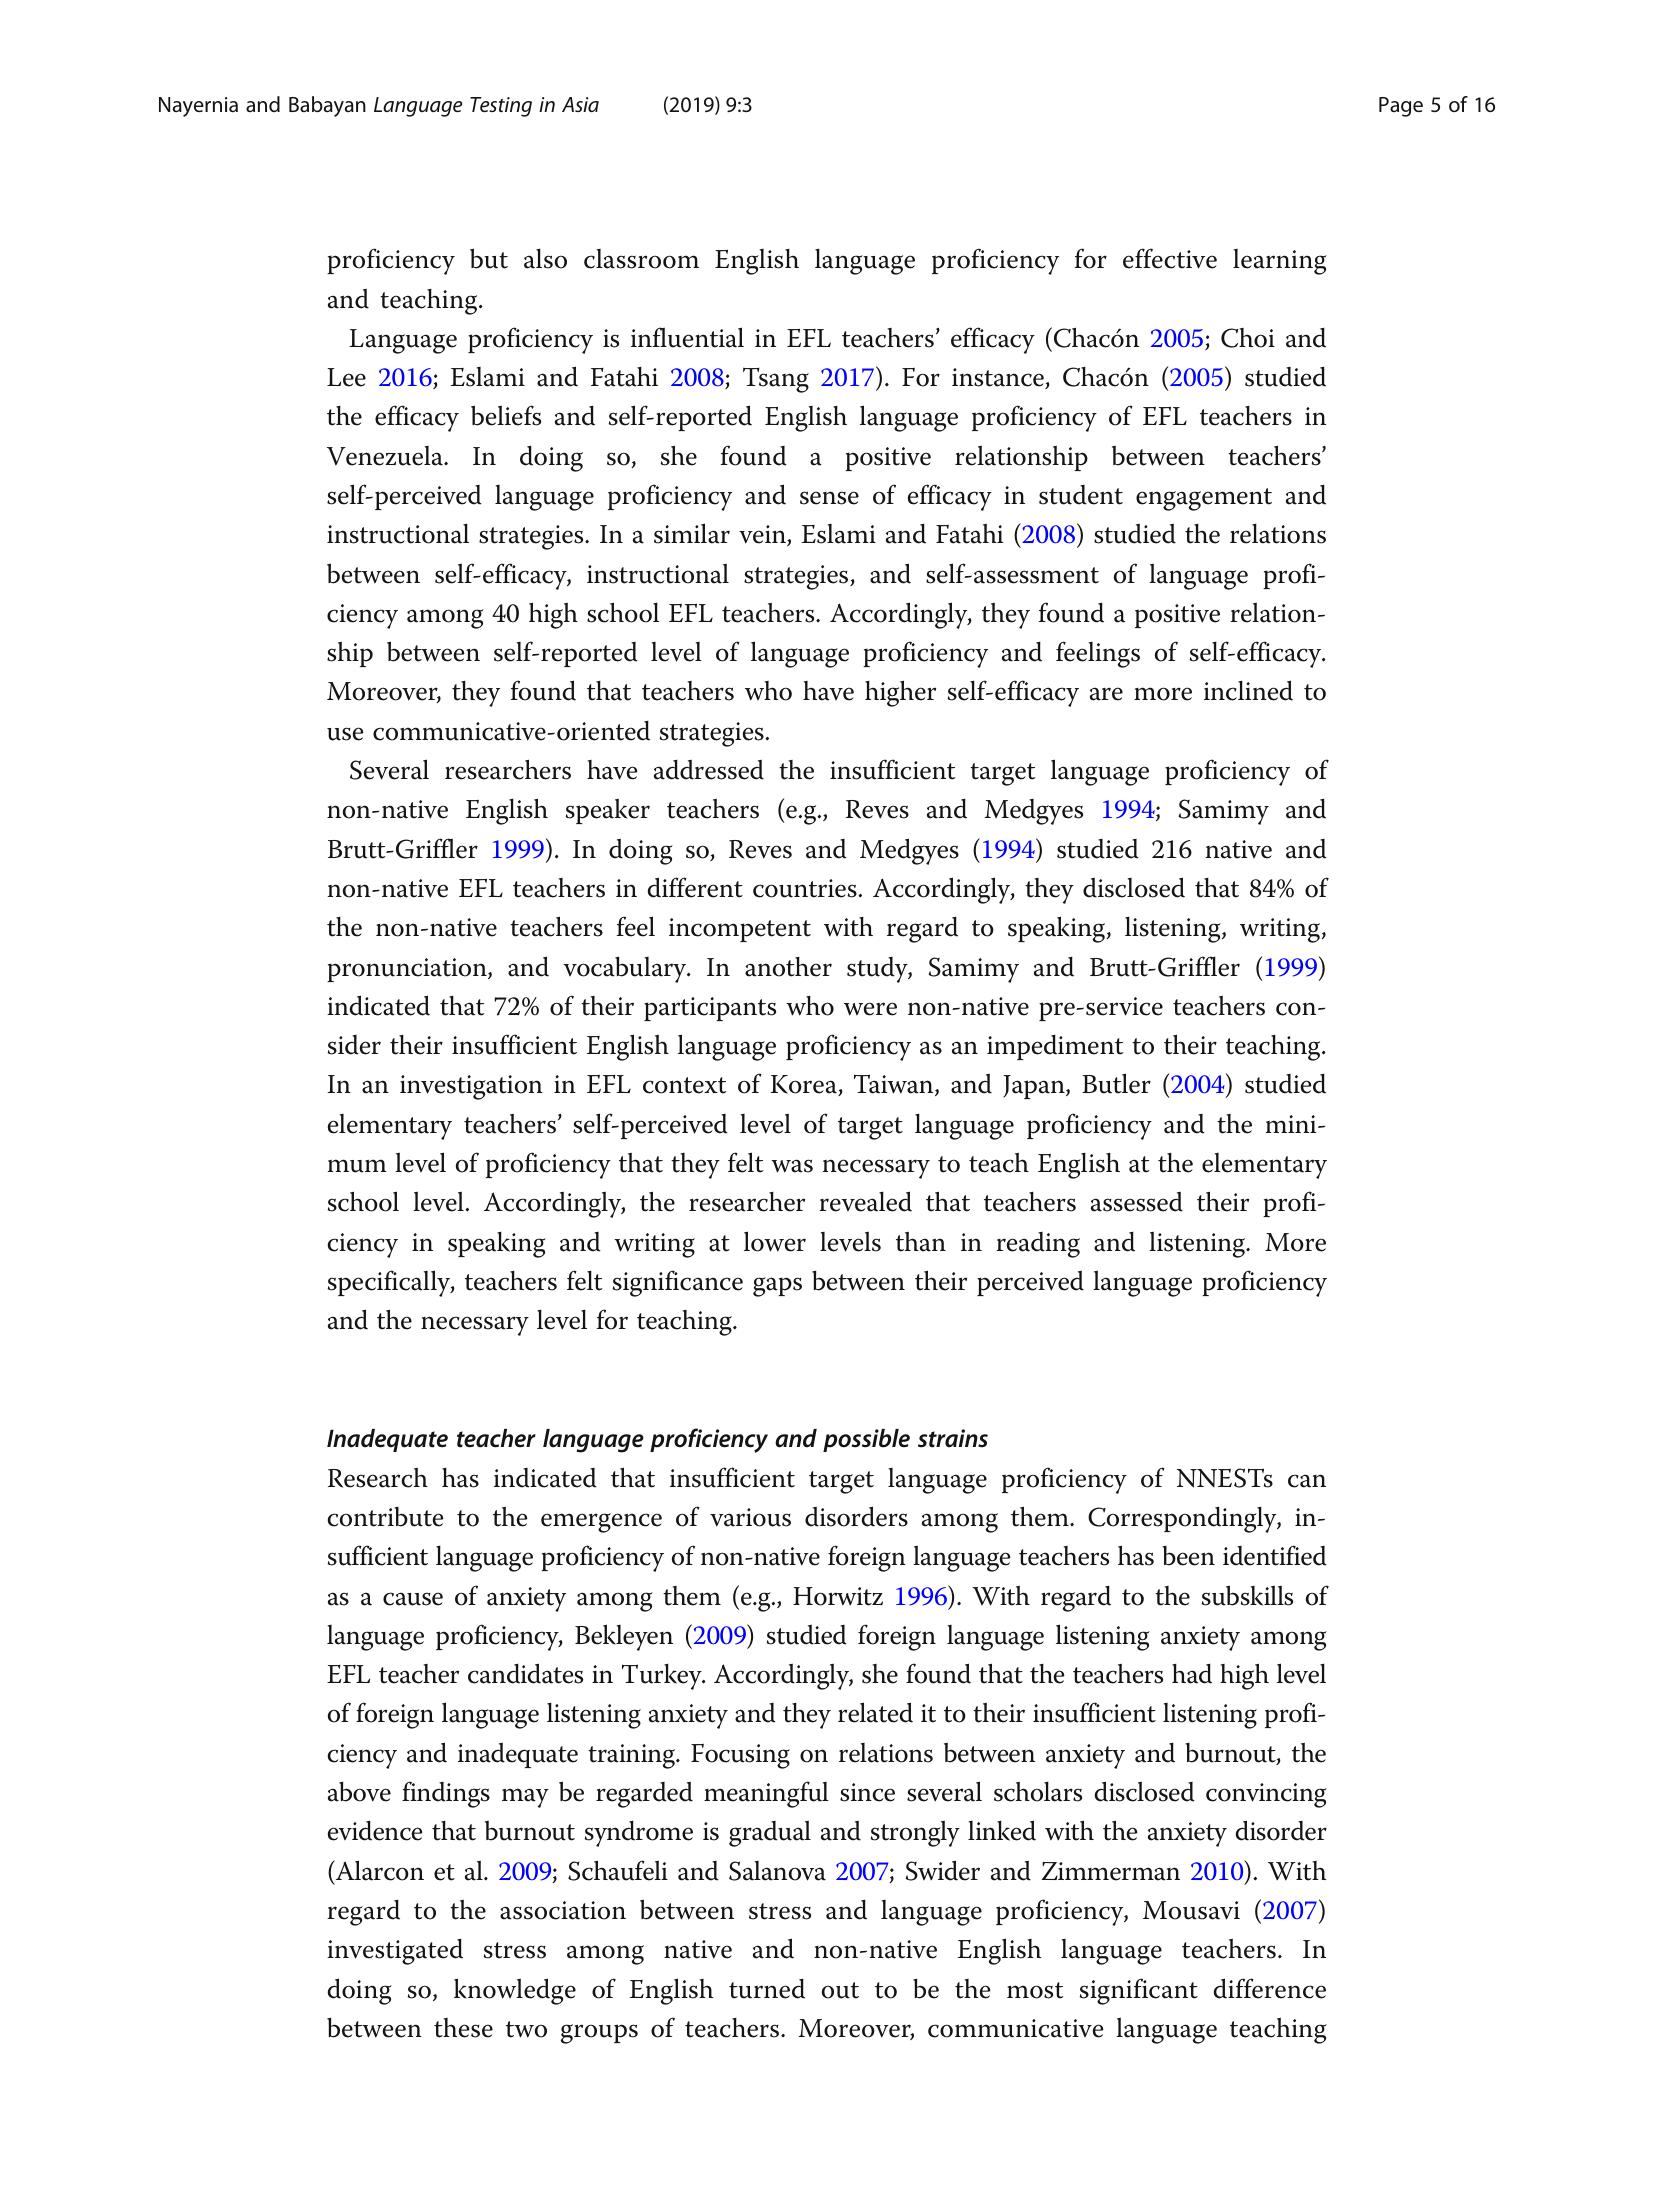 Nayernia and Babayan Language Testing in Asia (2019) 9:3 Page 5 of 16
proficiency but also classroom English language proficiency for effective learning
and teaching.
Language proficiency is influential in EFL teachers’ efficacy (Chacón 2005; Choi and
Lee 2016; Eslami and Fatahi 2008; Tsang 2017). For instance, Chacón (2005) studied
the efficacy beliefs and self-reported English language proficiency of EFL teachers in
Venezuela. In doing so, she found a positive relationship between teachers’
self-perceived language proficiency and sense of efficacy in student engagement and
instructional strategies. In a similar vein, Eslami and Fatahi (2008) studied the relations
between self-efficacy, instructional strategies, and self-assessment of language profi-
ciency among 40 high school EFL teachers. Accordingly, they found a positive relation-
ship between self-reported level of language proficiency and feelings of self-efficacy.
Moreover, they found that teachers who have higher self-efficacy are more inclined to
use communicative-oriented strategies.
Several researchers have addressed the insufficient target language proficiency of
non-native English speaker teachers (e.g., Reves and Medgyes 1994; Samimy and
Brutt-Griffler 1999). In doing so, Reves and Medgyes (1994) studied 216 native and
non-native EFL teachers in different countries. Accordingly, they disclosed that 84% of
the non-native teachers feel incompetent with regard to speaking, listening, writing,
pronunciation, and vocabulary. In another study, Samimy and Brutt-Griffler (1999)
indicated that 72% of their participants who were non-native pre-service teachers con-
sider their insufficient English language proficiency as an impediment to their teaching.
In an investigation in EFL context of Korea, Taiwan, and Japan, Butler (2004) studied
elementary teachers’ self-perceived level of target language proficiency and the mini-
mum level of proficiency that they felt was necessary to teach English at the elementary
school level. Accordingly, the researcher revealed that teachers assessed their profi-
ciency in speaking and writing at lower levels than in reading and listening. More
specifically, teachers felt significance gaps between their perceived language proficiency
and the necessary level for teaching.
Inadequate teacher language proficiency and possible strains
Research has indicated that insufficient target language proficiency of NNESTs can
contribute to the emergence of various disorders among them. Correspondingly, in-
sufficient language proficiency of non-native foreign language teachers has been identified
as a cause of anxiety among them (e.g., Horwitz 1996). With regard to the subskills of
language proficiency, Bekleyen (2009) studied foreign language listening anxiety among
EFL teacher candidates in Turkey. Accordingly, she found that the teachers had high level
of foreign language listening anxiety and they related it to their insufficient listening profi-
ciency and inadequate training. Focusing on relations between anxiety and burnout, the
above findings may be regarded meaningful since several scholars disclosed convincing
evidence that burnout syndrome is gradual and strongly linked with the anxiety disorder
(Alarcon et al. 2009; Schaufeli and Salanova 2007; Swider and Zimmerman 2010). With
regard to the association between stress and language proficiency, Mousavi (2007)
investigated stress among native and non-native English language teachers. In
doing so, knowledge of English turned out to be the most significant difference
between these two groups of teachers. Moreover, communicative language teaching